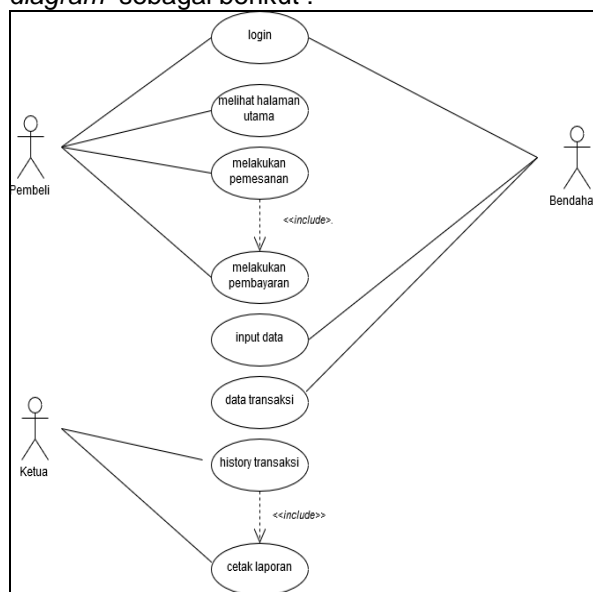 diagram sebagai berikut :
login
melihat halaman
utama
melakukan
pemesanan
Pembeli
Bendaha
<<include>.
melakukan
pembayaran
input data
data transaksi
history transaksi
Ketua
<<include>>
cetak laporan